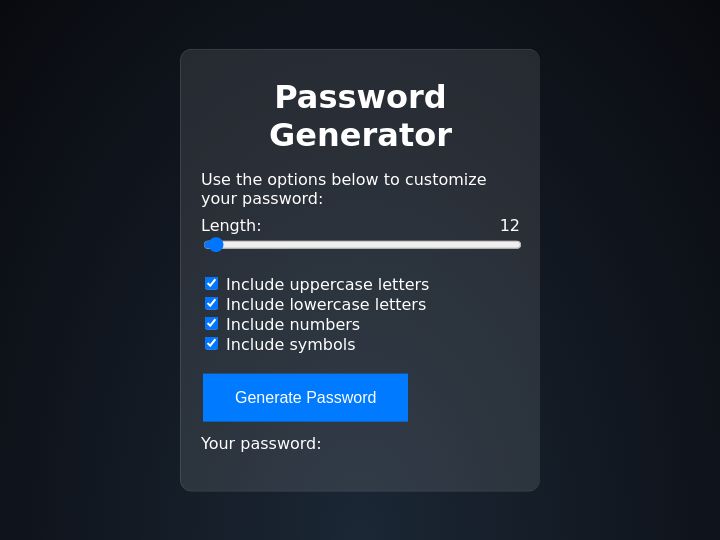 Password
Generator
Use the options below to customize
your password:
Length: 12
Include uppercase letters
Include lowercase letters
Include numbers
Include symbols
Generate Password
Your password: